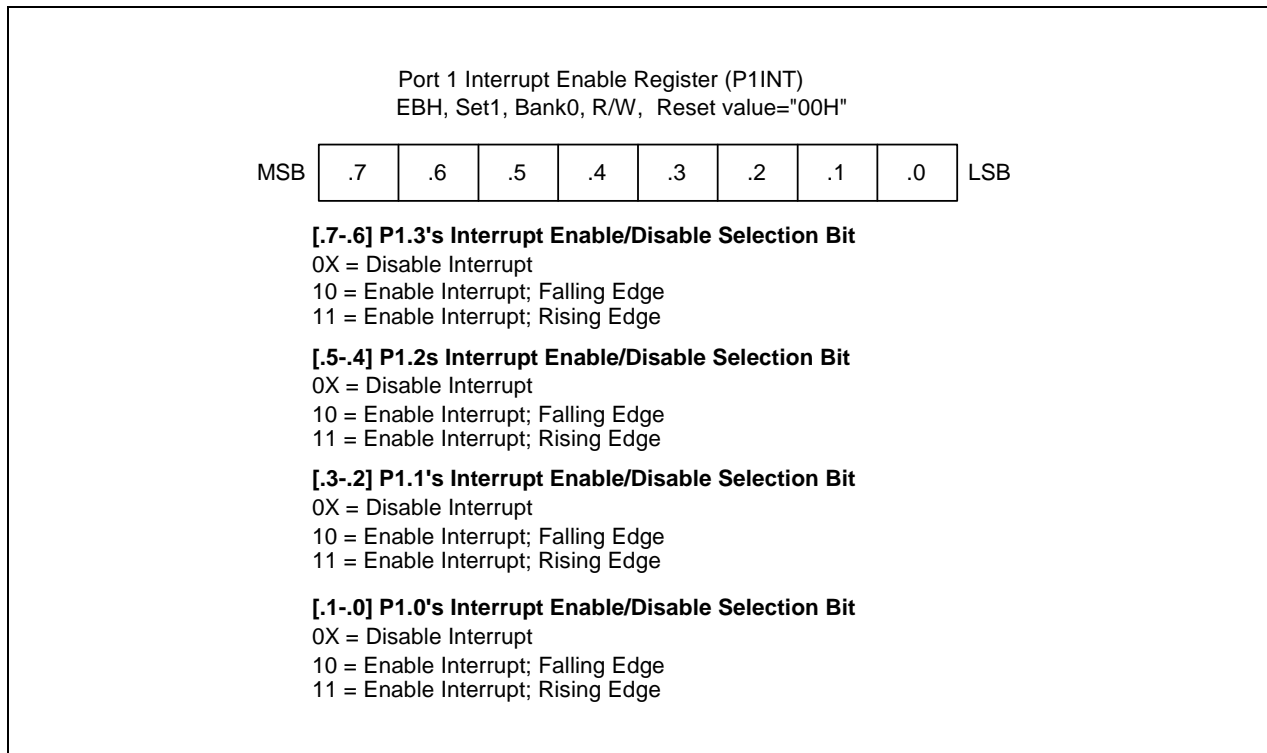 Port 1 Interrupt Enable Register (P1INT)
EBH, Set1, Bank0, R/W, Reset value="00H"
MSB .7 .6 .5 .4 .3 .2 .1 .0 LSB
[.7-.6] P1.3's Interrupt Enable/Disable Selection Bit
0X = Disable Interrupt
10 = Enable Interrupt; Falling Edge
11 = Enable Interrupt; Rising Edge
[.5-.4] P1.2s Interrupt Enable/Disable Selection Bit
0X = Disable Interrupt
10 = Enable Interrupt; Falling Edge
11 = Enable Interrupt; Rising Edge
[.3-.2] P1.1's Interrupt Enable/Disable Selection Bit
0X = Disable Interrupt
10 = Enable Interrupt; Falling Edge
11 = Enable Interrupt; Rising Edge
[.1-.0] P1.0's Interrupt Enable/Disable Selection Bit
0X = Disable Interrupt
10 = Enable Interrupt; Falling Edge
11 = Enable Interrupt; Rising Edge